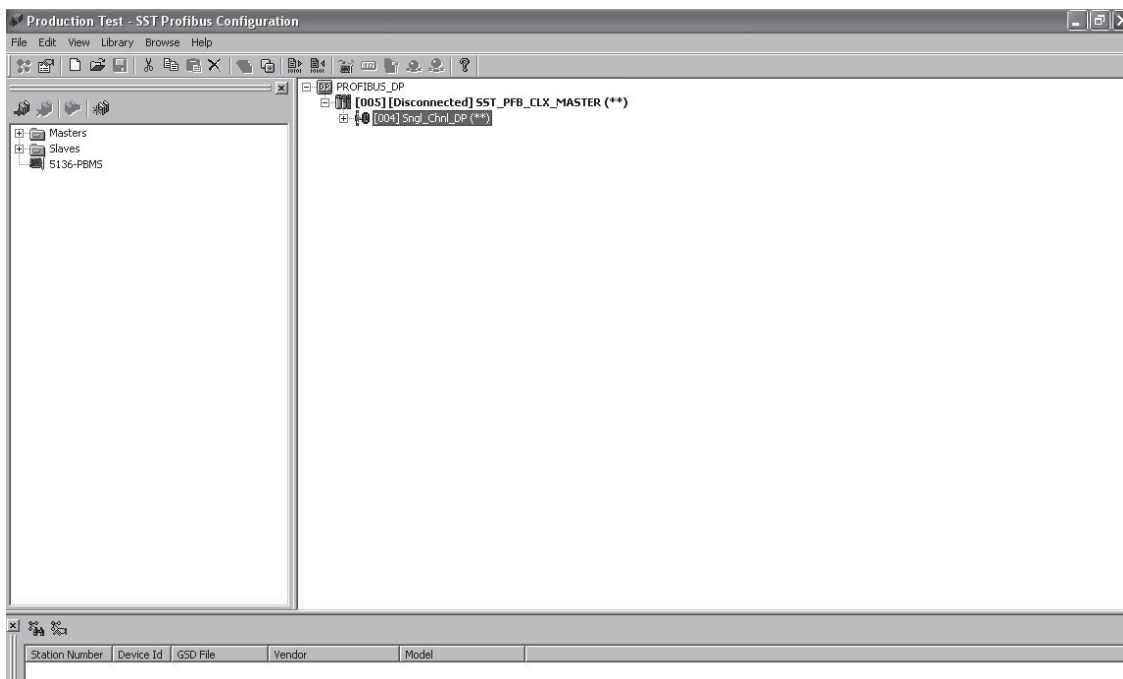 Production Test - SST Profibus Configuration
File Edit View Library Browse Help
PROFIBUS_DP
[005] [Disconnected] SST_PFB_CLX_MASTER (**)
[004] Sngl_Chnl_DP (**)
Masters
Slaves
5136-PBMS
Station Number Device Id GSD File Vendor Model